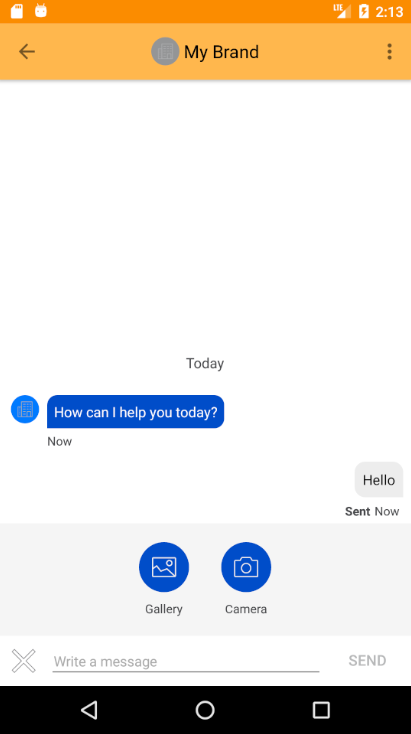 LTE 2:13
My Brand
Today
How can I help you today?
Now
Hello
Sent Now
Gallery Camera
Write a message SEND